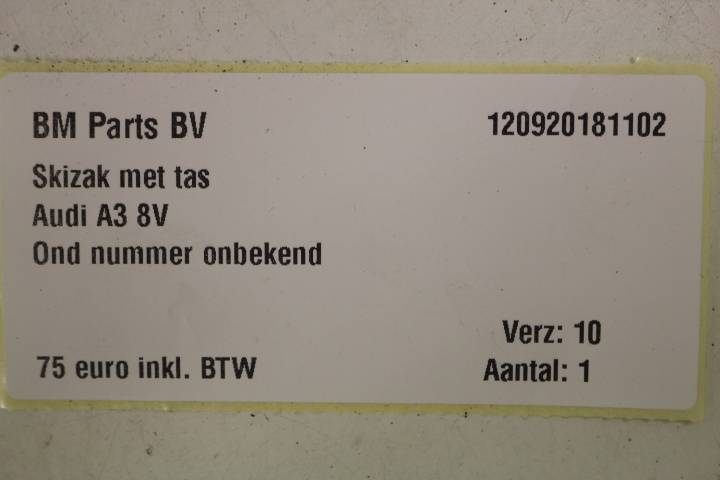 BM Parts BV 120920181102
Skizak met tas
Audi A3 8V
Ond nummer onbekend
Verz: 10
75 euro inkl. BTW Aantal: 1